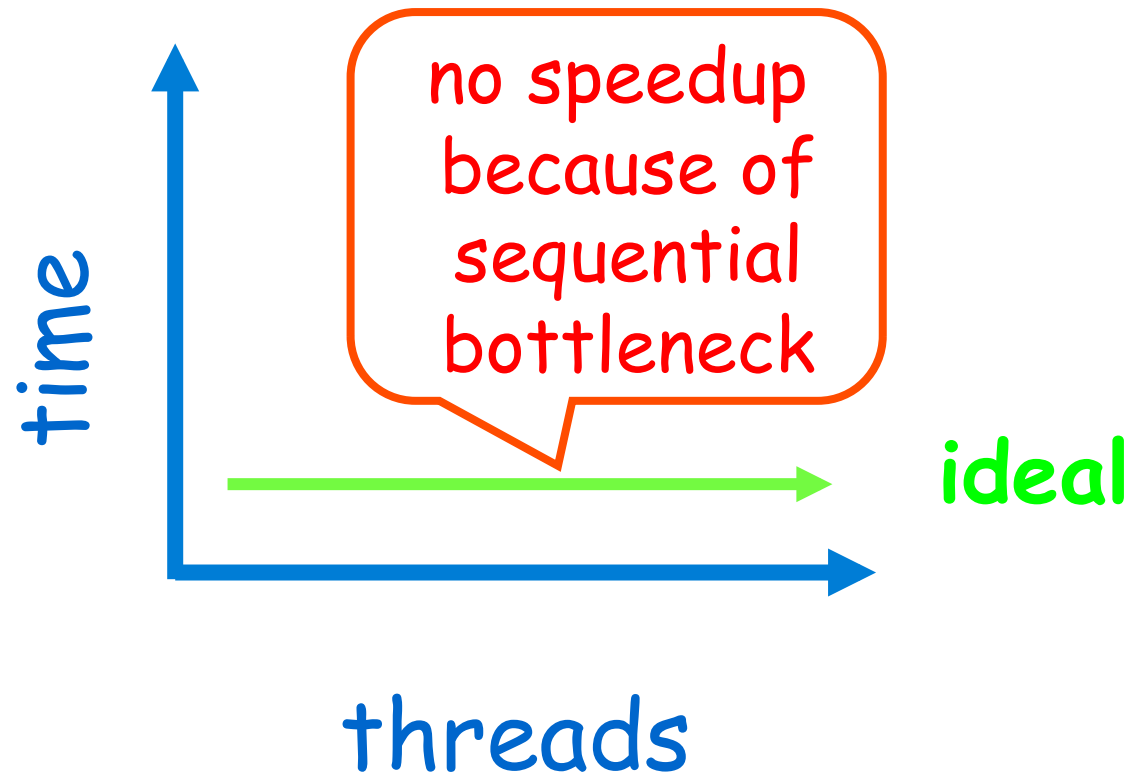 no speedup
because of
sequential
bottleneck
time
ideal
threads